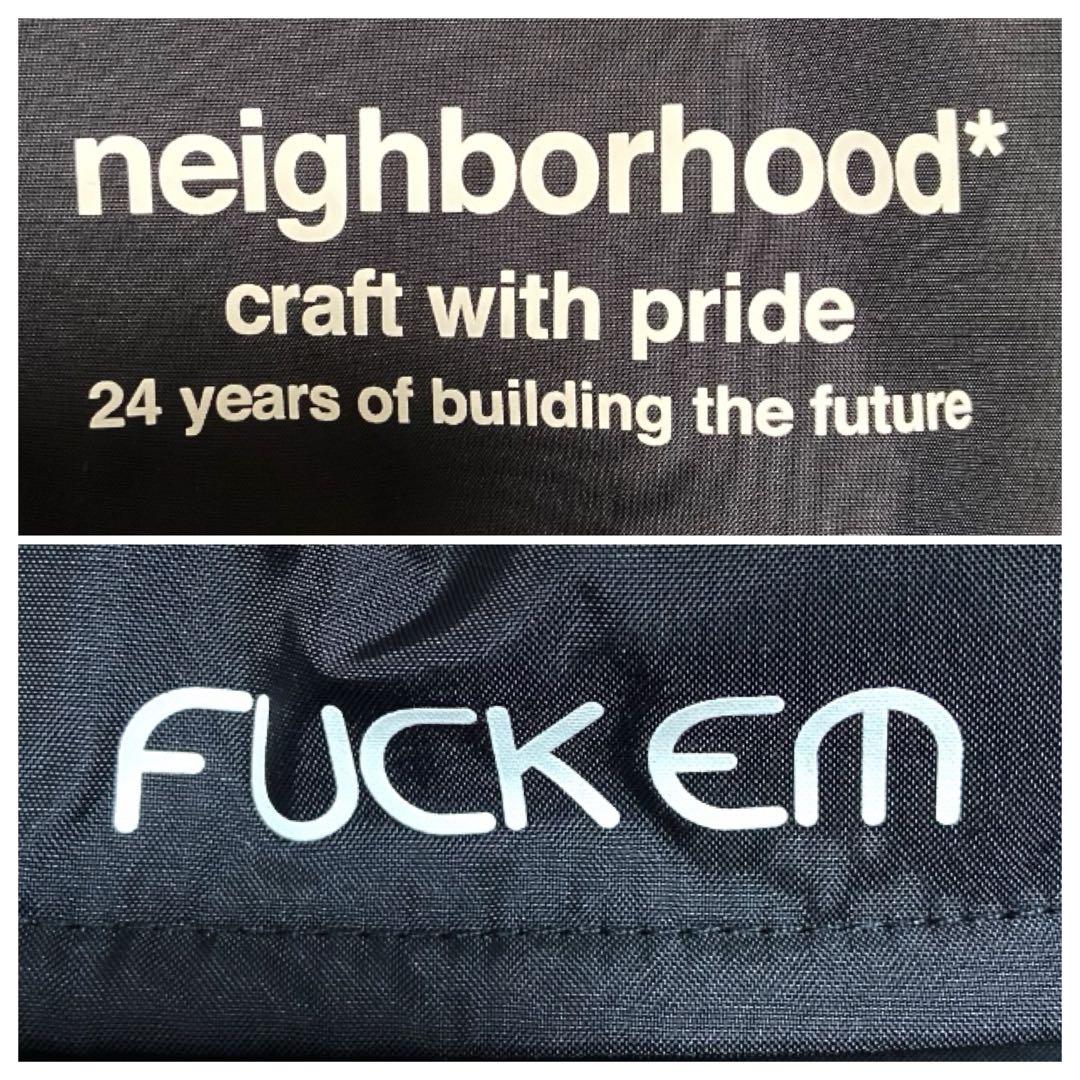 neighborhood*
craft with pride
24 years of building the future
FUCK EM